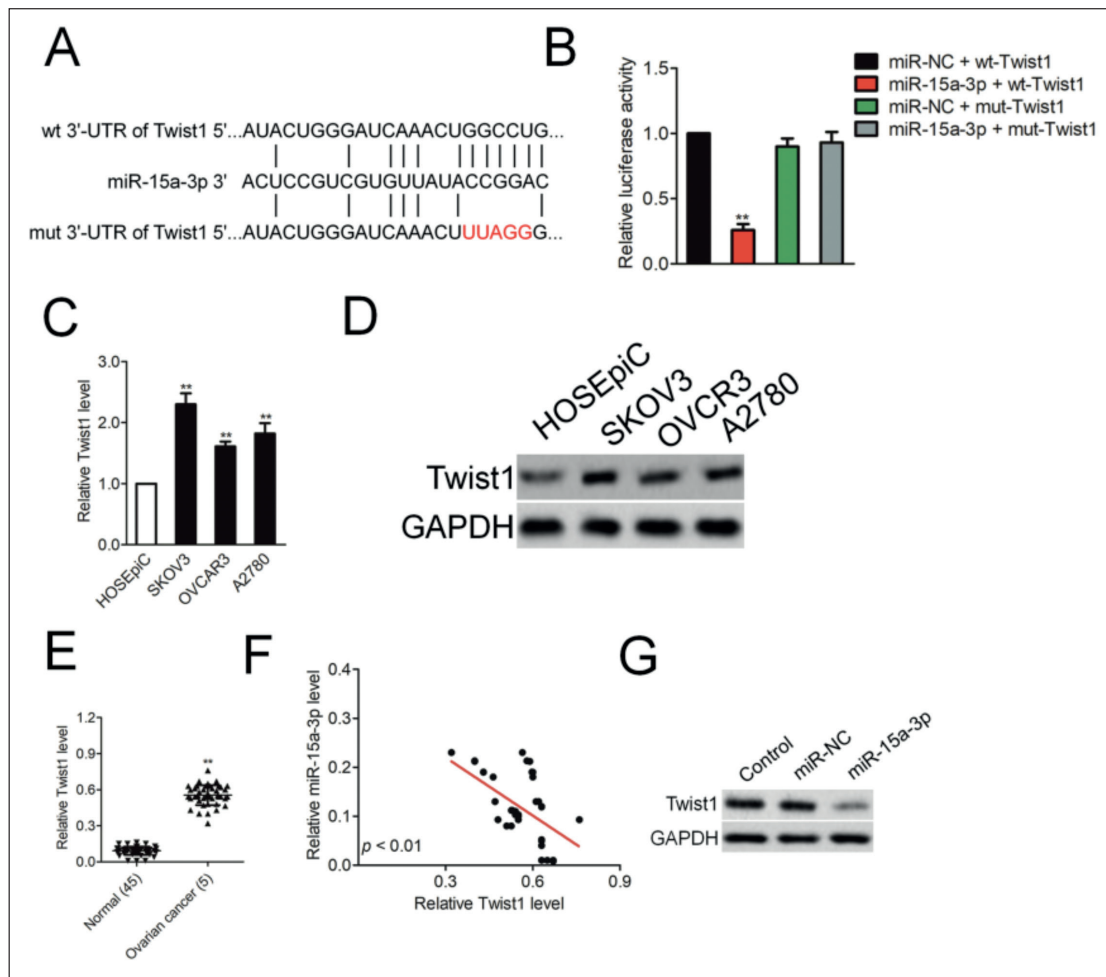 A
wt 3'-UTR of Twist1 5'...AUACUGGGAUCAAACUGGCCUG...
miR-15a-3p 3' ACUCCGUCGUGUUAUACCGGAC
mut 3'-UTR of Twist1 5'...AUACUGGGAUCAAACUUUAGGG...
B
Relative luciferase activity
1.5
1.0
0.5
0.0
**
miR-NC + wt-Twist1
miR-15a-3p + wt-Twist1
miR-NC + mut-Twist1
miR-15a-3p + mut-Twist1
C
Relative Twist1 level
3.0
2.0
1.0
0.0
**
**
**
HOSEpiC
SKOV3
OVCAR3
A2780
D
HOSEpiC
SKOV3
OVCR3
A2780
Twist1
GAPDH
E
Relative Twist1 level
1.2
0.9
0.6
0.3
0.0
**
Normal (45)
Ovarian cancer (5)
F
Relative miR-15a-3p level
0.4
0.3
0.2
0.1
0.0
p < 0.01
0.3
0.6
0.9
Relative Twist1 level
G
Control
miR-NC
miR-15a-3p
Twist1
GAPDH